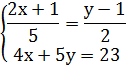 {(2x + 1)/5 = (y − 1)/2
4x + 5y = 23